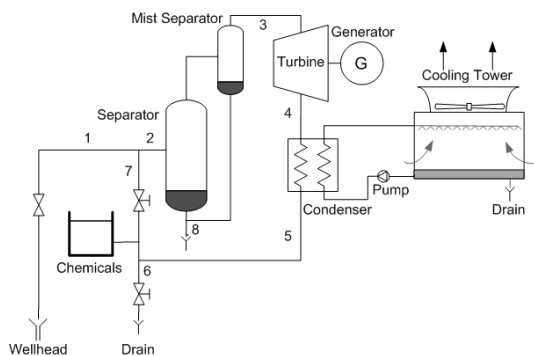 Mist Separator
3
Generator
Turbine
G
Cooling Tower
Separator
4
1
2
7
Pump
Condenser
Drain
8
5
Chemicals
6
Wellhead
Drain